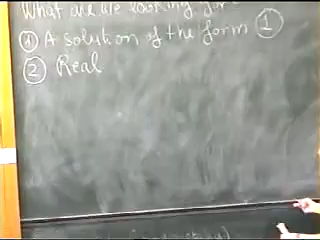 What are we looking for?
① A solution of the form ①
② Real